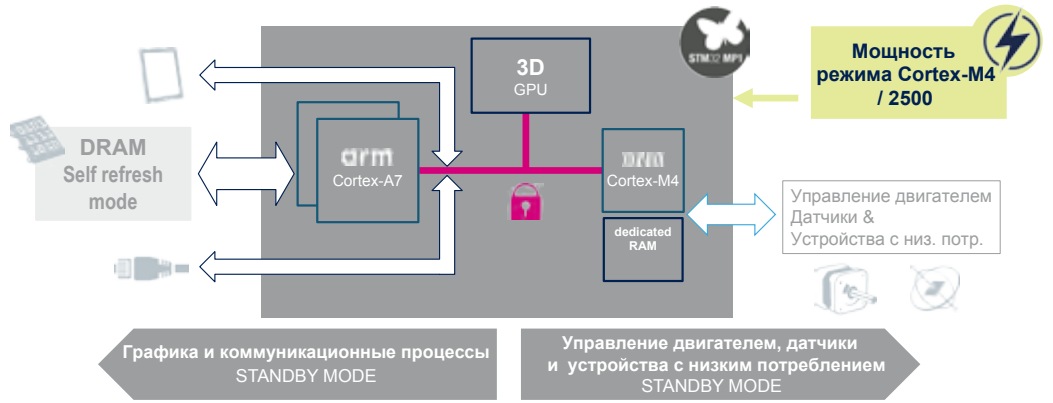 3D
GPU
STM32 MP1
Мощность
режима Cortex-M4
/ 2500
DRAM
Self refresh
mode
arm
Cortex-A7
arm
Cortex-M4
dedicated
RAM
Управление двигателем
Датчики &
Устройства с низ. потр.
Графика и коммуникационные процессы
STANDBY MODE
Управление двигателем, датчики
и устройства с низким потреблением
STANDBY MODE